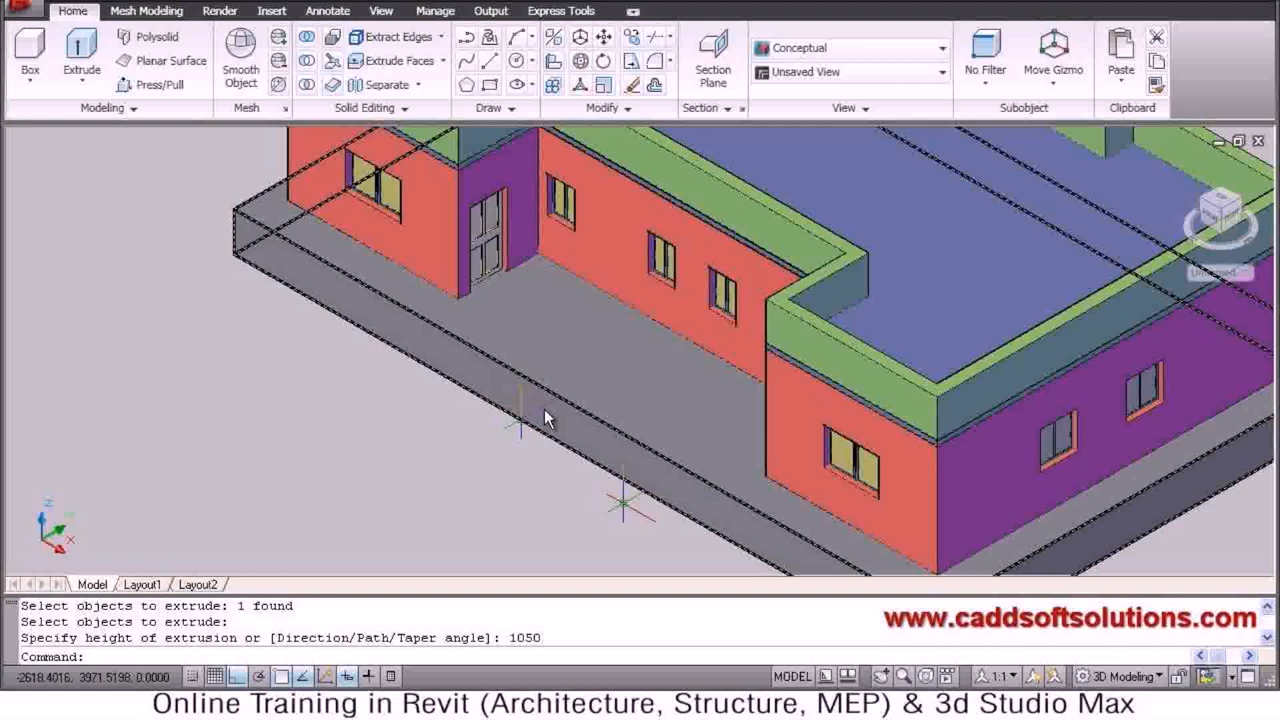 Home Mesh Modeling Render Insert Annotate View Manage Output Express Tools
Polysolid
Extract Edges
Planar Surface
Extrude Faces
Box Extrude Press/Pull Smooth Object Separate
Section Plane
Conceptual
Unsaved View
No Filter Move Gizmo Paste
Modeling Mesh Solid Editing Draw Modify Section View Subobject Clipboard
Z
X
Model Layout1 Layout2
Select objects to extrude: 1 found
Select objects to extrude:
Specify height of extrusion or [Direction/Path/Taper angle]: 1050
Command:
www.caddsoftsolutions.com
-2618.4016, 3971.5198, 0.0000 MODEL 1:1 3D Modeling
Online Training in Revit (Architecture, Structure, MEP) & 3d Studio Max